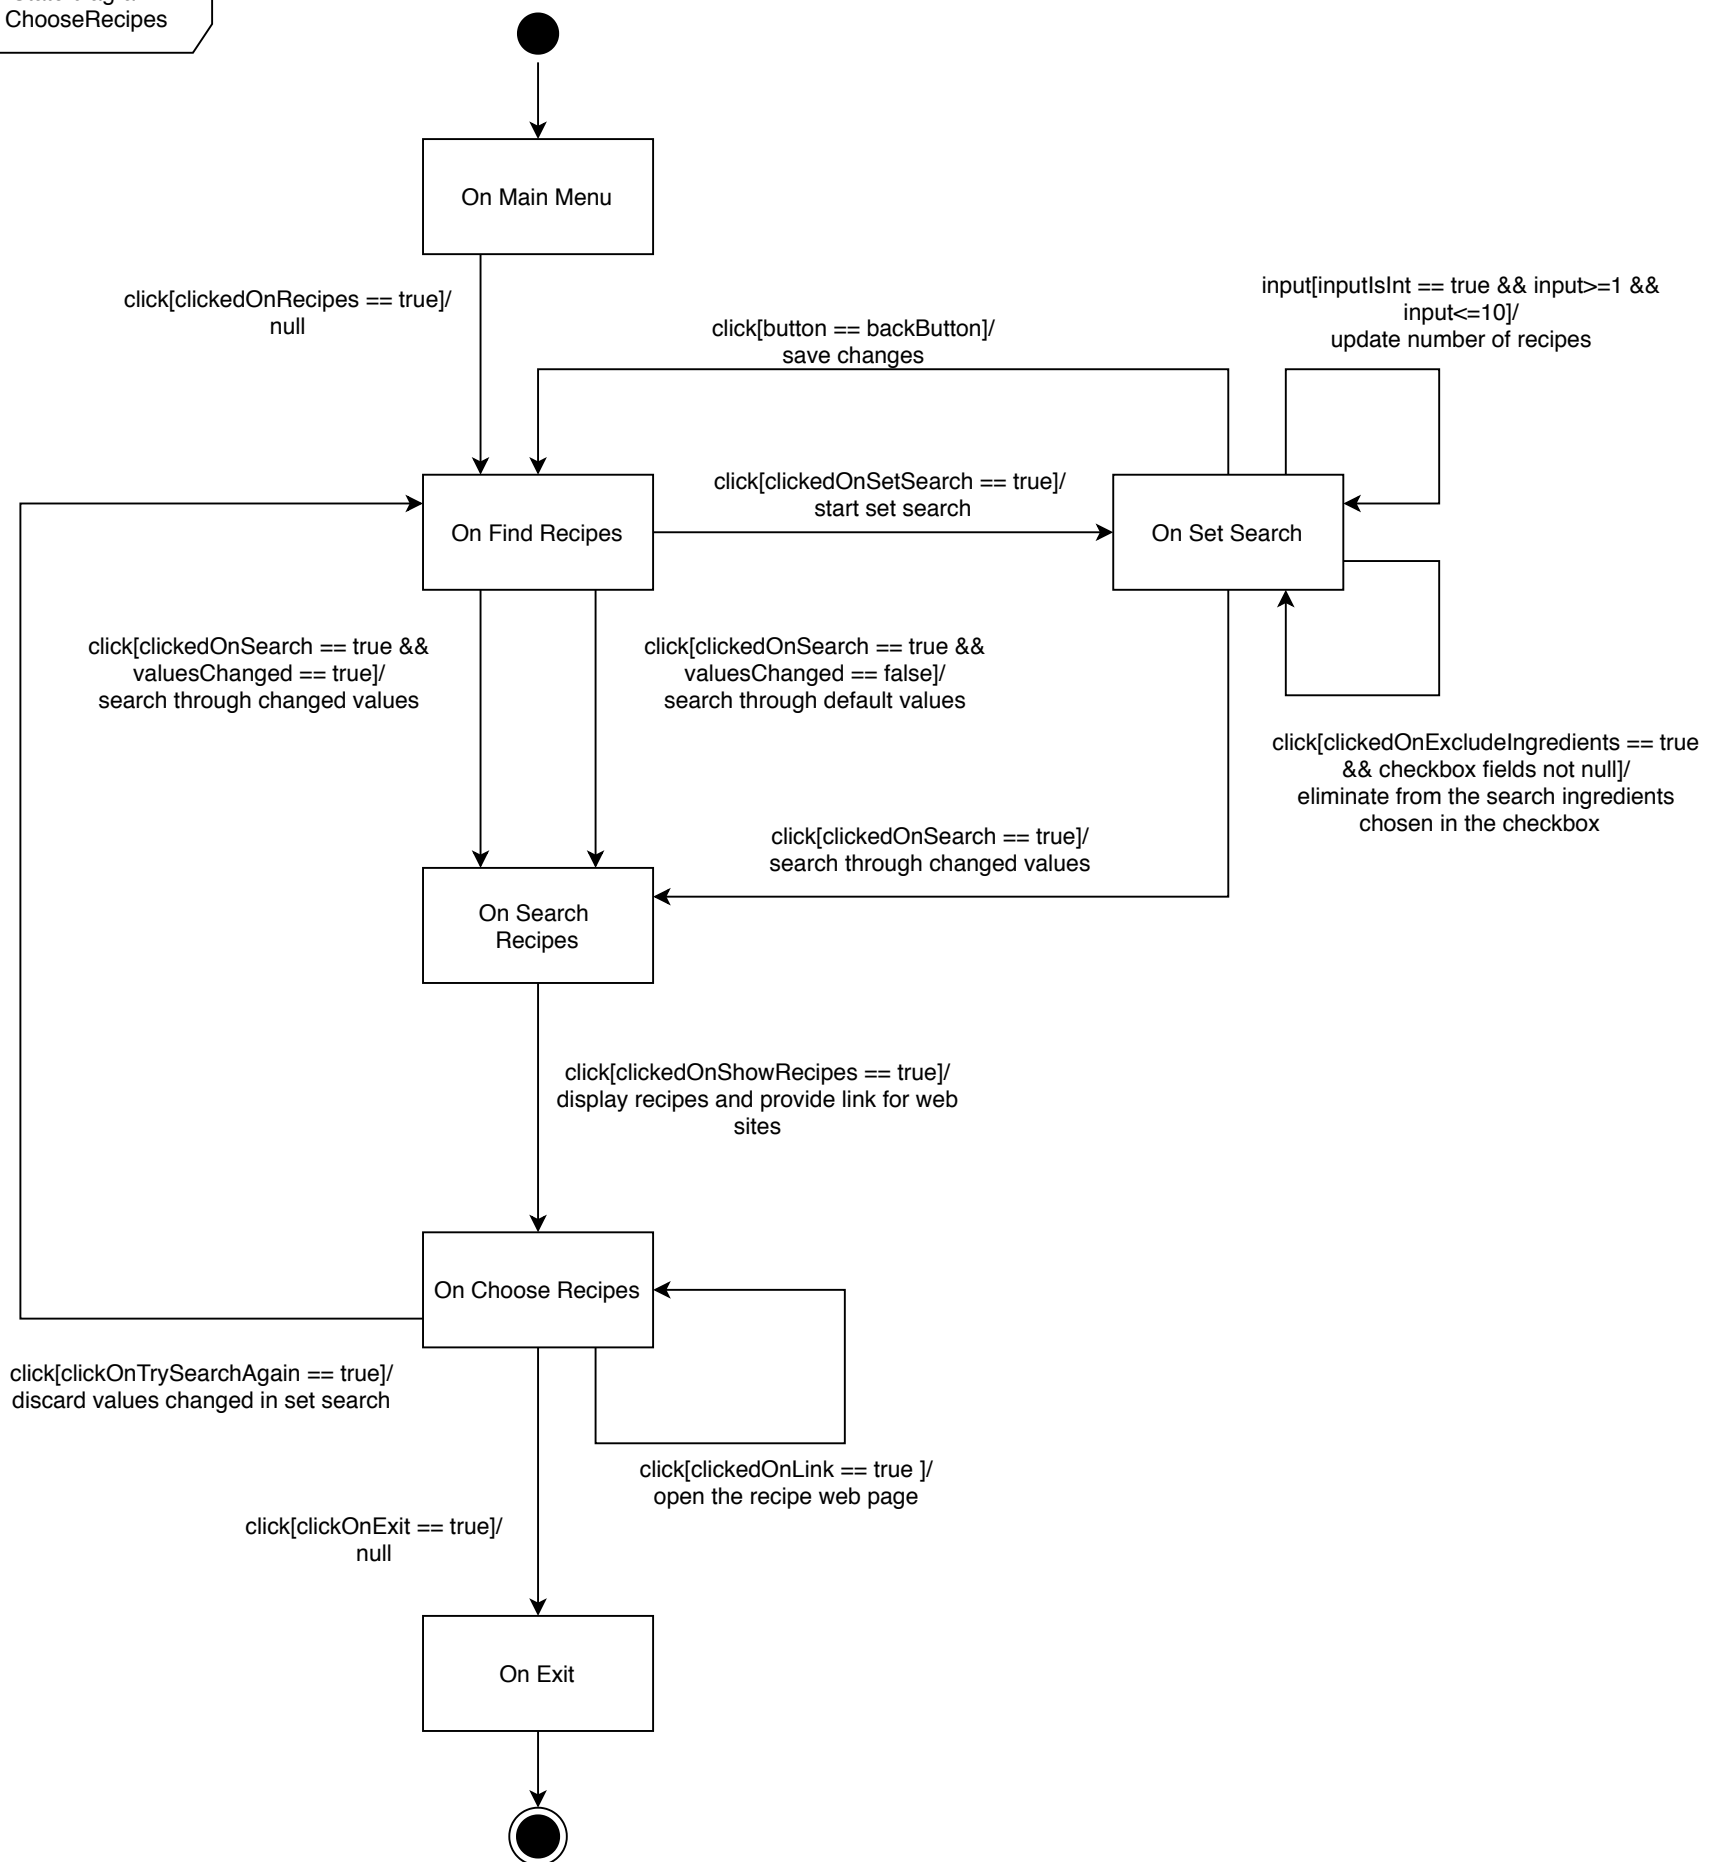 ChooseRecipes
On Main Menu
click[clickedOnRecipes == true]/
null
input[inputIsInt == true && input>=1 &&
input<=10]/
update number of recipes
click[button == backButton]/
save changes
click[clickedOnSetSearch == true]/
start set search
On Find Recipes
On Set Search
click[clickedOnSearch == true &&
valuesChanged == true]/
search through changed values
click[clickedOnSearch == true &&
valuesChanged == false]/
search through default values
click[clickedOnExcludeIngredients == true
&& checkbox fields not null]/
eliminate from the search ingredients
chosen in the checkbox
click[clickedOnSearch == true]/
search through changed values
On Search
Recipes
click[clickedOnShowRecipes == true]/
display recipes and provide link for web
sites
On Choose Recipes
click[clickOnTrySearchAgain == true]/
discard values changed in set search
click[clickedOnLink == true ]/
open the recipe web page
click[clickOnExit == true]/
null
On Exit